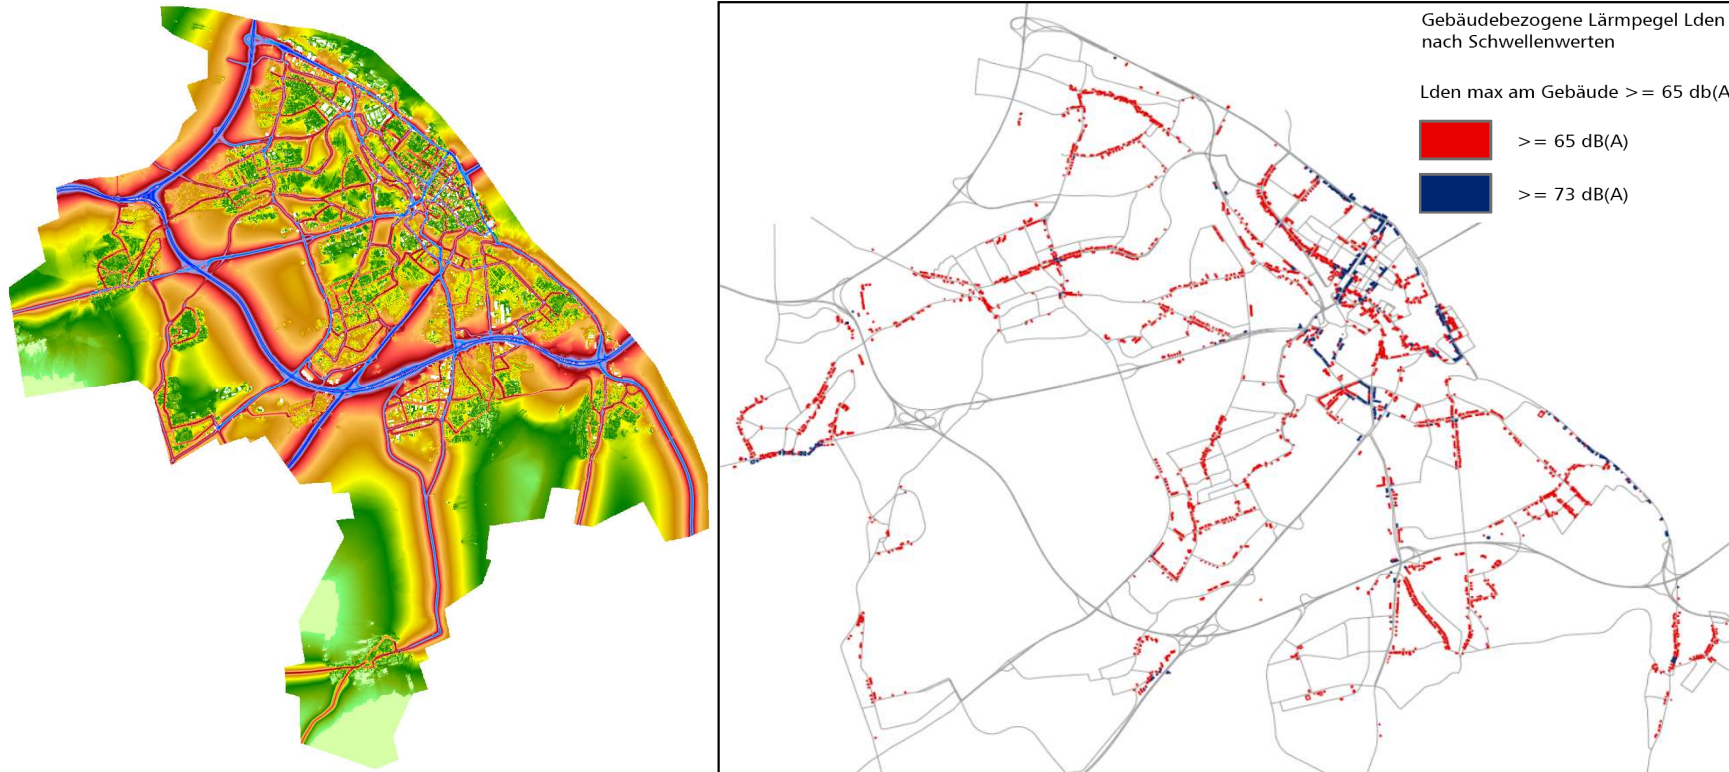 Gebäudebezogene Lärmpegel Lden
nach Schwellenwerten
Lden max am Gebäude >= 65 db(A
>= 65 dB(A)
>= 73 dB(A)